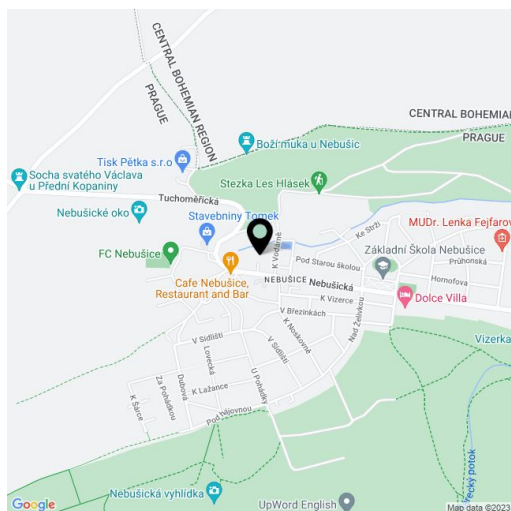 CENTRAL BOHEMIAN REGION
PRAGUE
CENTRAL BOHEMIAN
PRAGUE
Boží muka u Nebušic
Tisk Pětka s.r.o
Socha svatého Václava
u Přední Kopaniny
Stezka Les Hlásek
Tuchoměřická
Nebušické oko
Stavebniny Tomek
MUDr. Lenka Fejfarov
Ke Strži
K Vodárně
Základní Škola Nebušice
FC Nebušice
Pod Starou školou
Průhonská
Cafe Nebušice,
Restaurant and Bar
NEBUŠICE
Nebušická
Hornofova
K Vizerce
Dolce Villa
V Březinkách
Nad Želivkou
V Sídlišti
K Noskovně
Vizerka
Lovecká
V Sídlišti
Za Pohádkou
Dubová
U Pohádky
K Lažance
K Šárce
Pod Výjovnou
Nebušická vyhlídka
UpWord English
Google
Map data ©2023